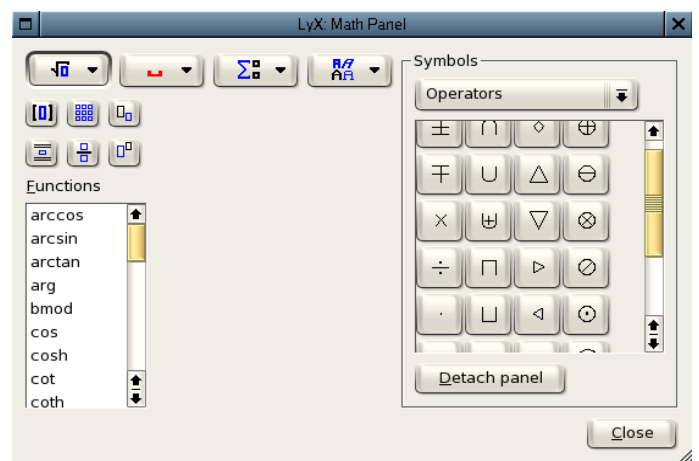 LyX: Math Panel
Symbols
Operators
± ∩ ⋄ ⊕
∓ ∪ △ ⊖
× ⊎ ▽ ⊗
÷ ⊓ ▹ ⊘
· ⊔ ◃ ⊙
Functions
arccos
arcsin
arctan
arg
bmod
cos
cosh
cot
coth
Detach panel
Close